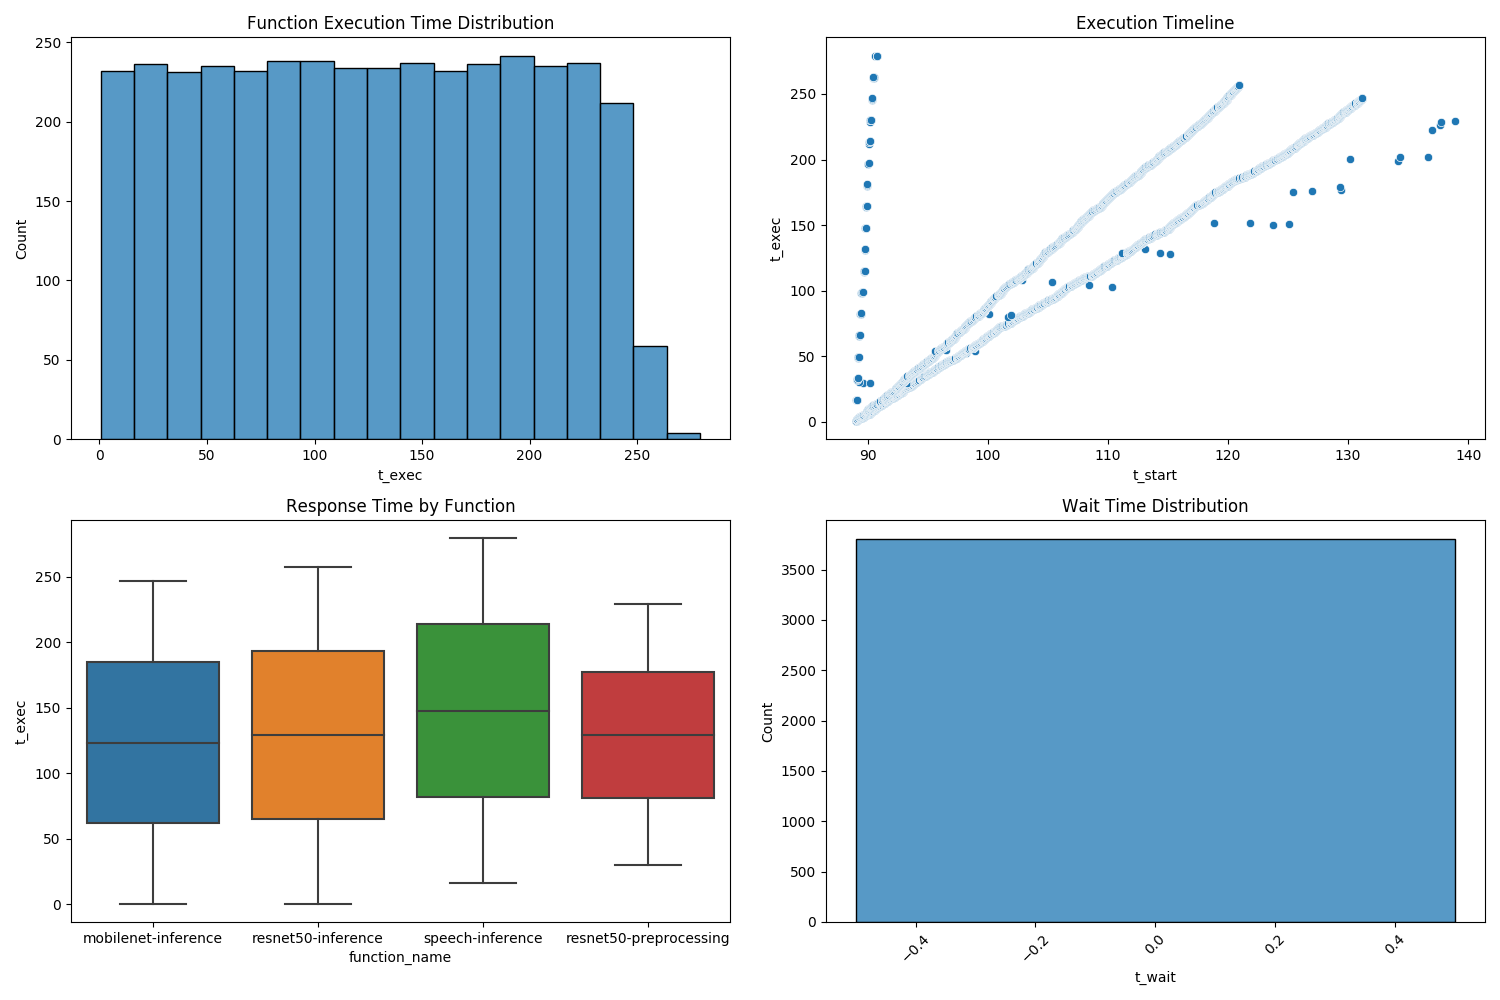 Function Execution Time Distribution
250
200
150
100
50
0
Count
0 50 100 150 200 250
t_exec
Execution Timeline
250
200
150
100
50
0
t_exec
90 100 110 120 130 140
t_start
Response Time by Function
250
200
150
100
50
0
t_exec
mobilenet-inference resnet50-inference speech-inference resnet50-preprocessing
function_name
Wait Time Distribution
3500
3000
2500
2000
1500
1000
500
0
Count
−0.4 −0.2 0.0 0.2 0.4
t_wait